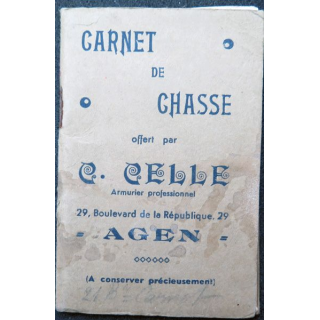 CARNET
DE
CHASSE
offert par
C. CELLE
Armurier professionnel
29, Boulevard de la République, 29
- AGEN -
(A conserver précieusement)